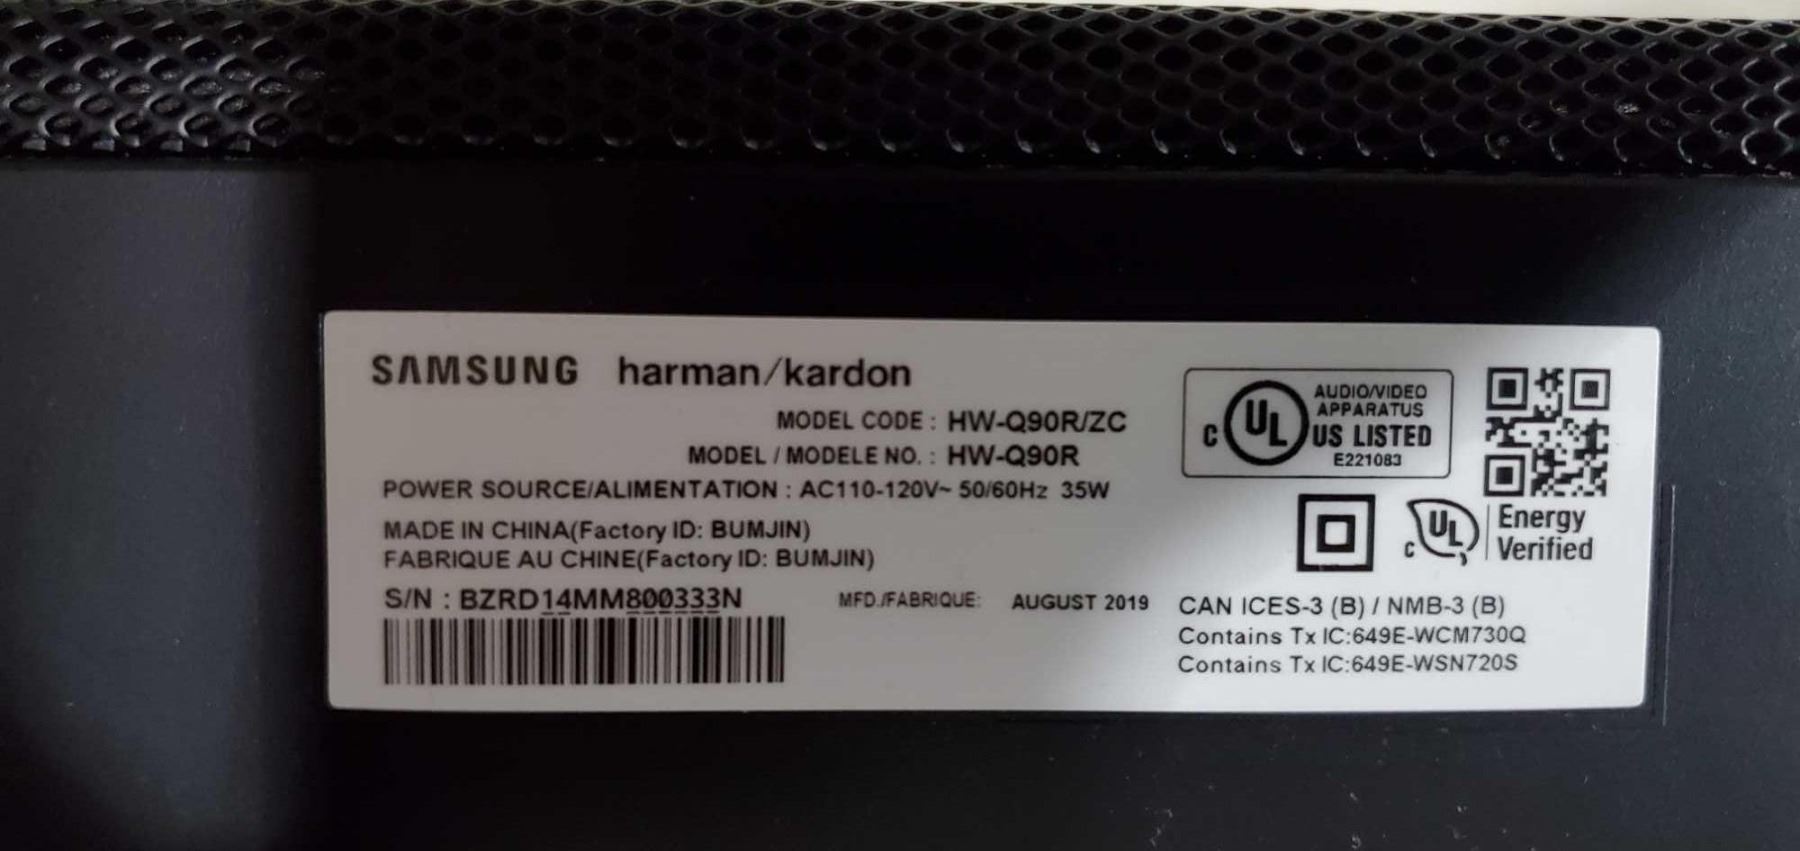 SAMSUNG harman/kardon
MODEL CODE : HW-Q90R/ZC
MODEL / MODELE NO. : HW-Q90R
POWER SOURCE/ALIMENTATION : AC110-120V~ 50/60Hz 35W
MADE IN CHINA(Factory ID: BUMJIN)
FABRIQUE AU CHINE(Factory ID: BUMJIN)
S/N : BZRD14MM800333N
MFD./FABRIQUE: AUGUST 2019
AUDIO/VIDEO
APPARATUS
C UL US LISTED
E221083
C UL Energy
Verified
CAN ICES-3 (B) / NMB-3 (B)
Contains Tx IC:649E-WCM730Q
Contains Tx IC:649E-WSN720S